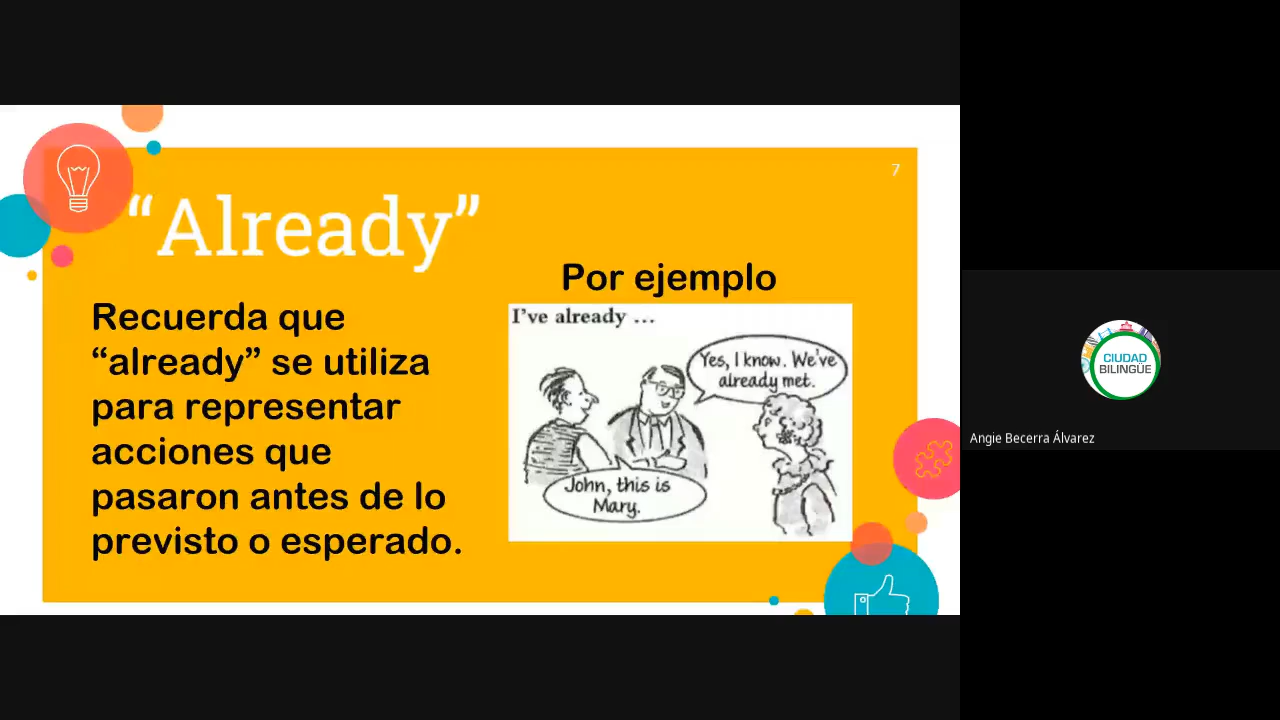 7
“Already”
Recuerda que
“already” se utiliza
para representar
acciones que
pasaron antes de lo
previsto o esperado.
Por ejemplo
I've already ...
Yes, I know. We've
already met.
John, this is
Mary.
CIUDAD
BILINGÜE
Angie Becerra Álvarez